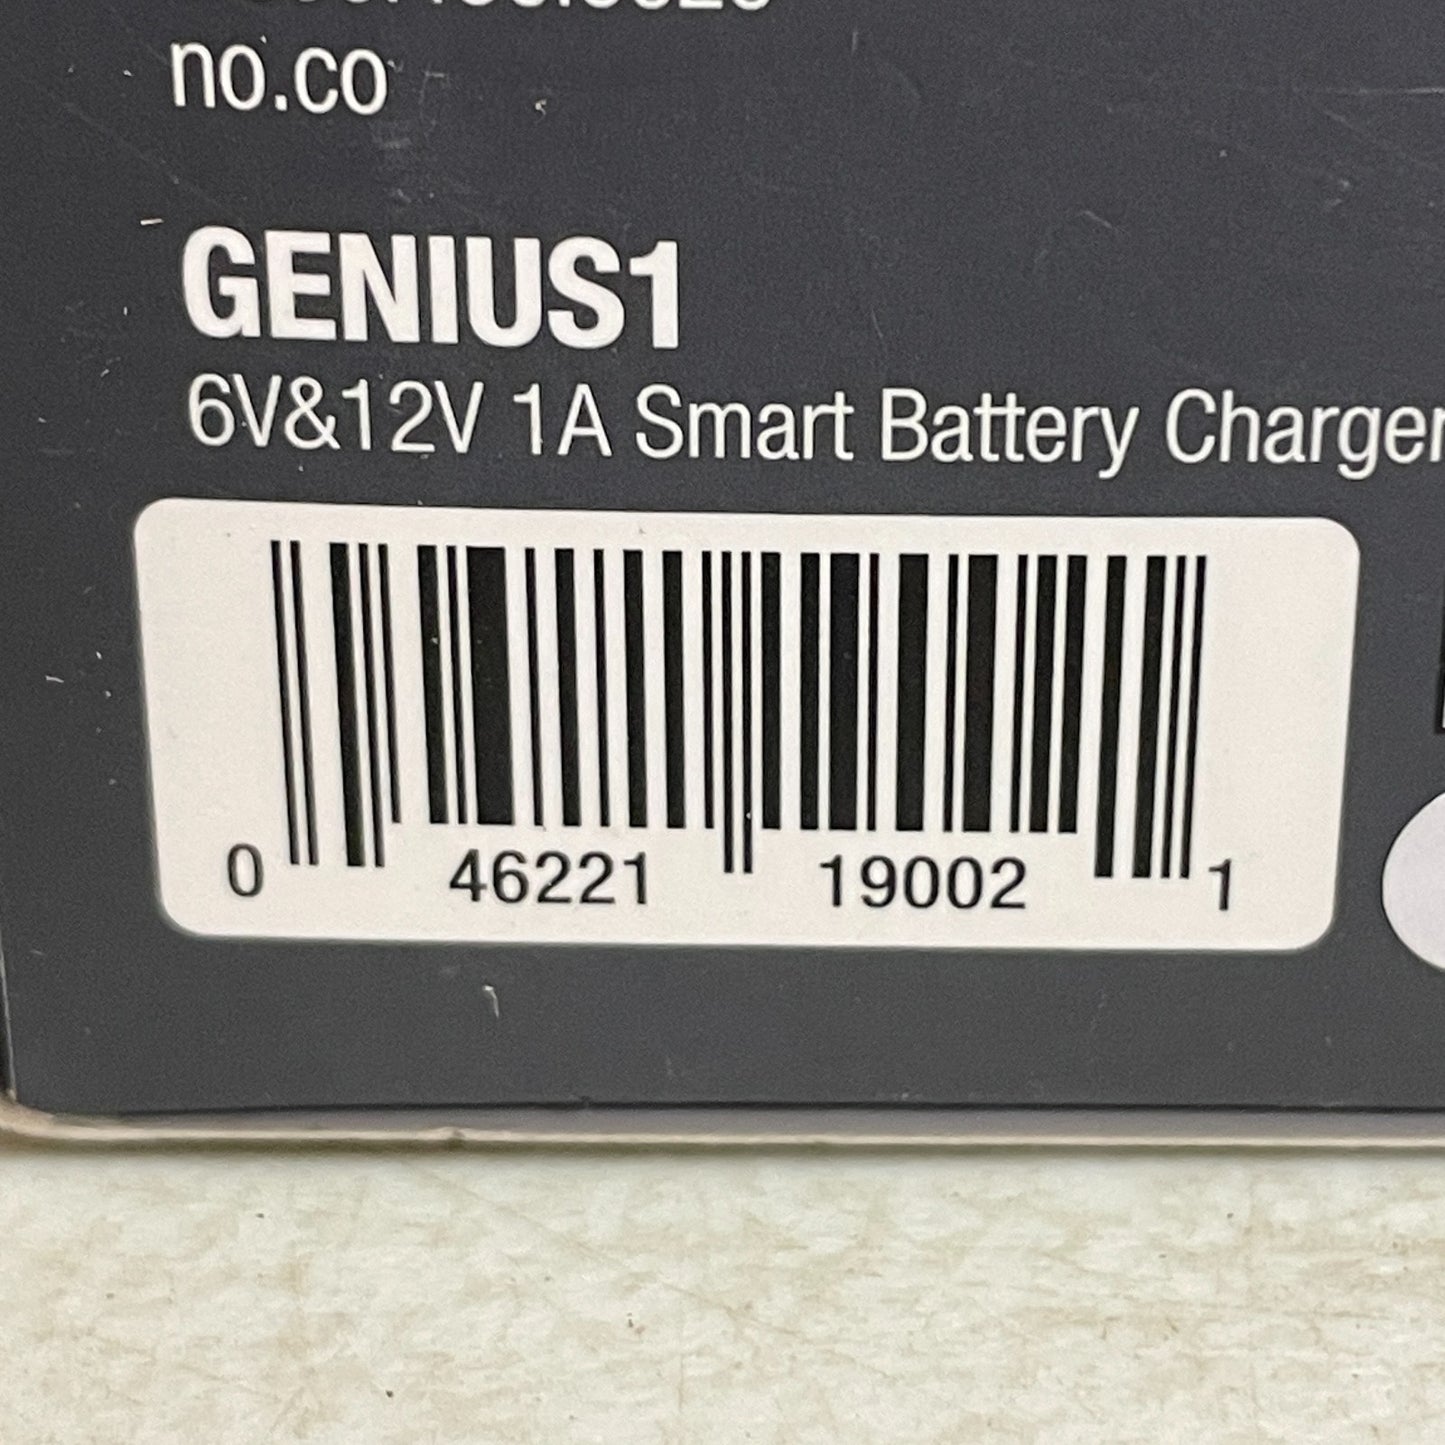 no.co
GENIUS1
6V&12V 1A Smart Battery Charger
0 46221 19002 1